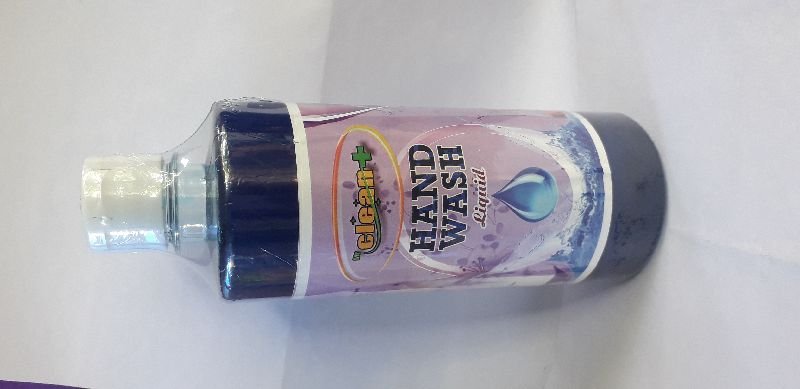 clean+
HAND
WASH
Liquid